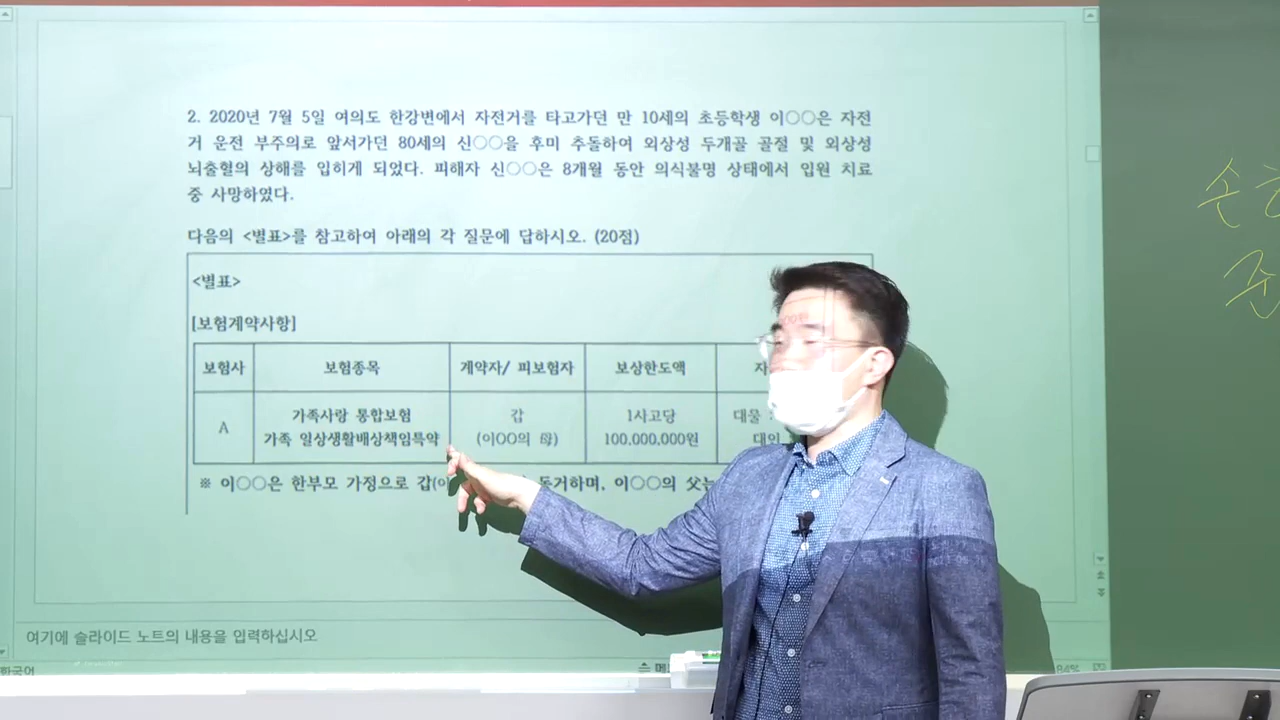 2. 2020년 7월 5일 여의도 한강변에서 자전거를 타고가던 만 10세의 초등학생 이○○은 자전
거 운전 부주의로 앞서가던 80세의 신○○을 후미 추돌하여 외상성 두개골 골절 및 외상성
뇌출혈의 상해를 입히게 되었다. 피해자 신○○은 8개월 동안 의식불명 상태에서 입원 치료
중 사망하였다.
다음의 <별표>를 참고하여 아래의 각 질문에 답하시오. (20점)
<별표>
[보험계약사항]
보험사 보험종목 계약자/ 피보험자 보상한도액
A 가족사랑 통합보험 갑 1사고당 대물 :
가족 일상생활배상책임특약 (이OO의 母) 100,000,000원 대인
※ 이○○은 한부모 가정으로 갑(이 동거하며, 이○○의 父는
여기에 슬라이드 노트의 내용을 입력하십시오
한국어 84%
손
준